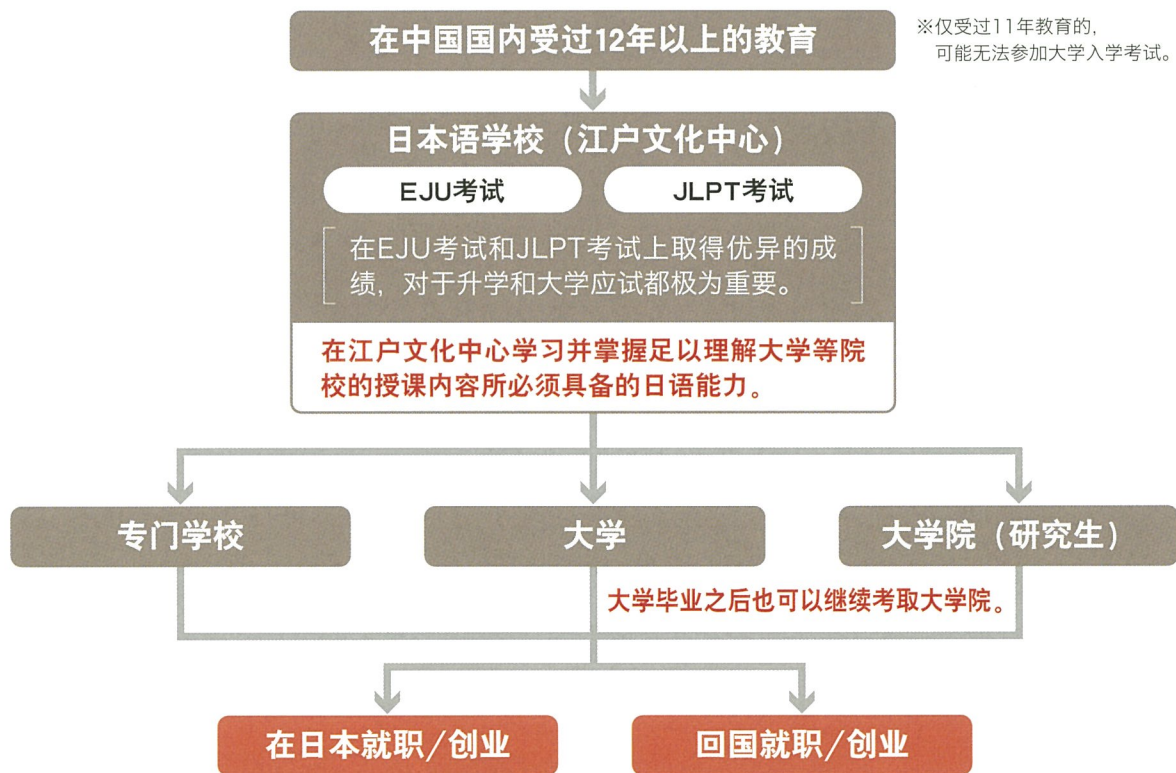 在中国国内受过12年以上的教育
※仅受过11年教育的,
可能无法参加大学入学考试。
日本语学校（江户文化中心）
EJU考试
JLPT考试
在EJU考试和JLPT考试上取得优异的成
绩，对于升学和大学应试都极为重要。
在江户文化中心学习并掌握足以理解大学等院
校的授课内容所必须具备的日语能力。
专门学校
大学
大学院（研究生）
大学毕业之后也可以继续考取大学院。
在日本就职/创业
回国就职/创业